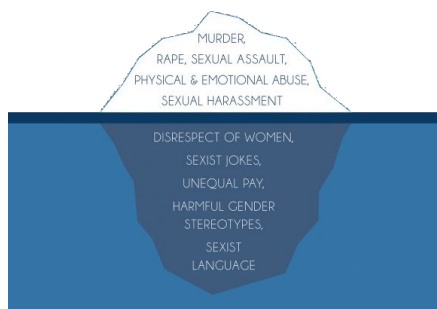 MURDER,
RAPE, SEXUAL ASSAULT,
PHYSICAL & EMOTIONAL ABUSE,
SEXUAL HARASSMENT
DISRESPECT OF WOMEN,
SEXIST JOKES,
UNEQUAL PAY,
HARMFUL GENDER
STEREOTYPES,
SEXIST
LANGUAGE